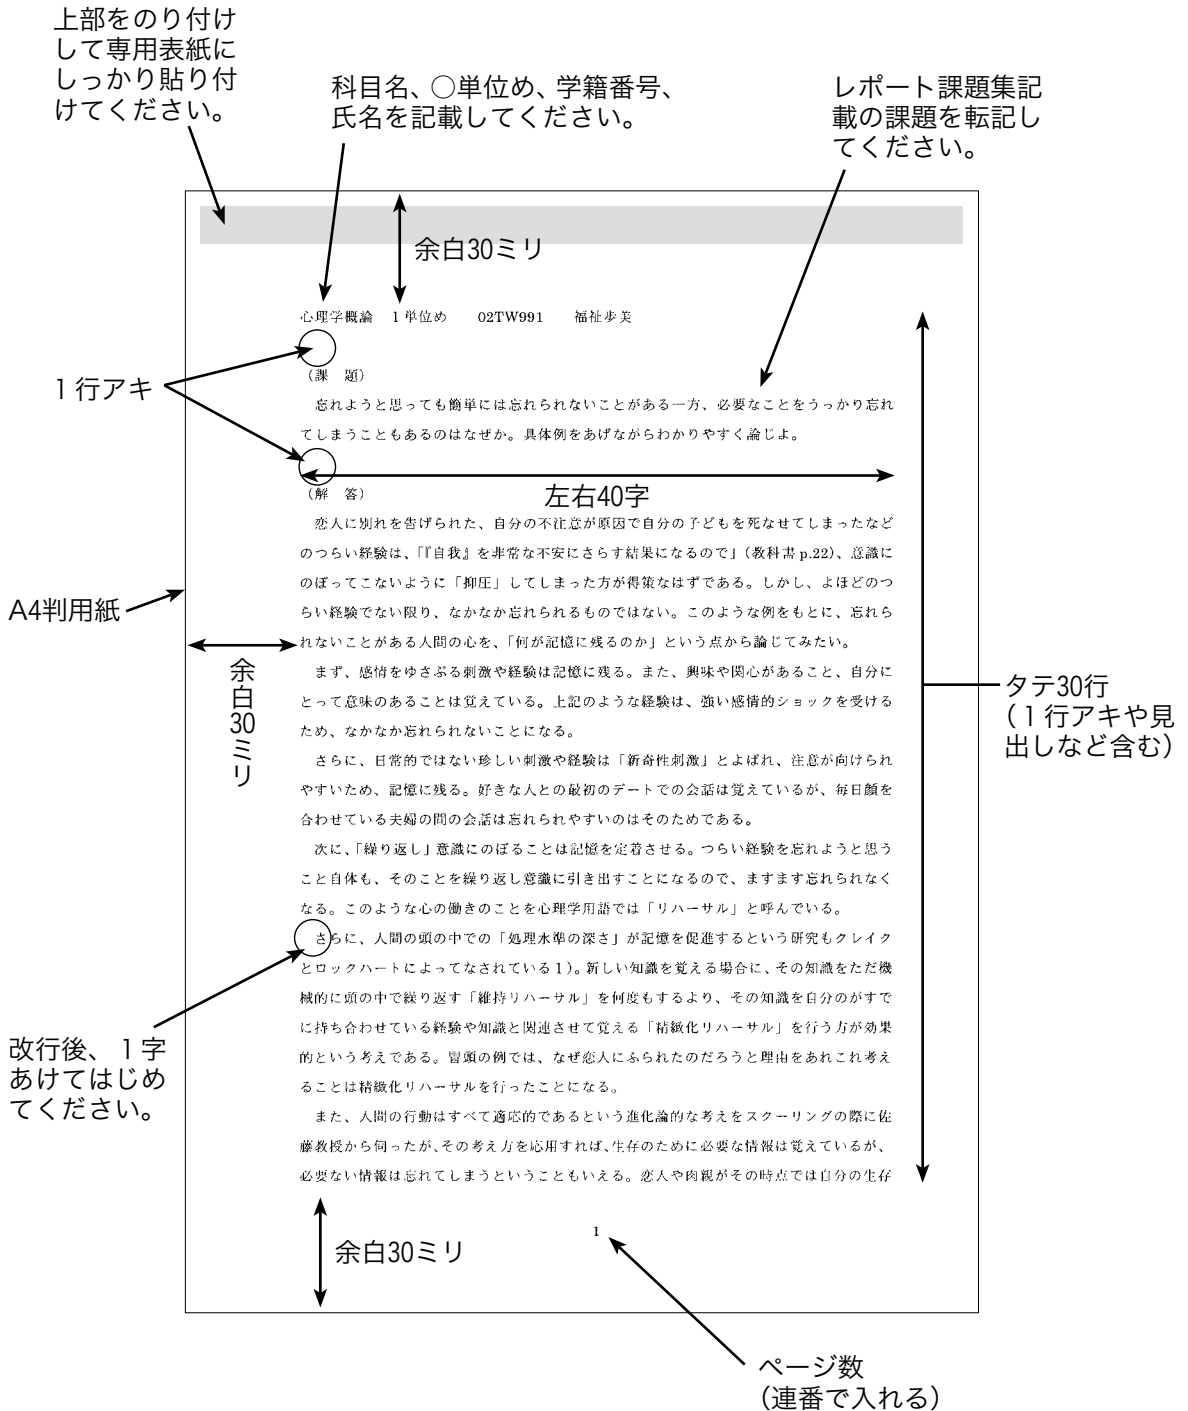 上部をのり付け
して専用表紙に
しっかり貼り付
けてください。
科目名、○単位め、学籍番号、
氏名を記載してください。
レポート課題集記
載の課題を転記し
てください。
余白30ミリ
心理学概論　1単位め　　02TW991　　福祉歩美
1行アキ
（課　題）
忘れようと思っても簡単には忘れられないことがある一方、必要なことをうっかり忘れ
てしまうこともあるのはなぜか。具体例をあげながらわかりやすく論じよ。
左右40字
（解　答）
恋人に別れを告げられた、自分の不注意が原因で自分の子どもを死なせてしまったなど
のつらい経験は、「『自我』を非常な不安にさらす結果になるので」（教科書 p.22）、意識に
のぼってこないように「抑圧」してしまった方が得策なはずである。しかし、よほどのつ
らい経験でない限り、なかなか忘れられるものではない。このような例をもとに、忘れら
れないことがある人間の心を、「何が記憶に残るのか」という点から論じてみたい。
A4判用紙
余白30ミリ
まず、感情をゆさぶる刺激や経験は記憶に残る。また、興味や関心があること、自分に
とって意味のあることは覚えている。上記のような経験は、強い感情的ショックを受ける
ため、なかなか忘れられないことになる。
タテ30行
（1行アキや見
出しなど含む）
さらに、日常的ではない珍しい刺激や経験は「新奇性刺激」とよばれ、注意が向けられ
やすいため、記憶に残る。好きな人との最初のデートでの会話は覚えているが、毎日顔を
合わせている夫婦の間の会話は忘れられやすいのはそのためである。
次に、「繰り返し」意識にのぼることは記憶を定着させる。つらい経験を忘れようと思う
こと自体も、そのことを繰り返し意識に引き出すことになるので、ますます忘れられなく
なる。このような心の働きのことを心理学用語では「リハーサル」と呼んでいる。
さらに、人間の頭の中での「処理水準の深さ」が記憶を促進するという研究もクレイク
とロックハートによってなされている1）。新しい知識を覚える場合に、その知識をただ機
械的に頭の中で繰り返す「維持リハーサル」を何度もするより、その知識を自分のがすで
に持ち合わせている経験や知識と関連させて覚える「精緻化リハーサル」を行う方が効果
的という考えである。冒頭の例では、なぜ恋人にふられたのだろうと理由をあれこれ考え
ることは精緻化リハーサルを行ったことになる。
改行後、1字
あけてはじめ
てください。
また、人間の行動はすべて適応的であるという進化論的な考えをスクーリングの際に佐
藤教授から伺ったが、その考え方を応用すれば、生存のために必要な情報は覚えているが、
必要ない情報は忘れてしまうということもいえる。恋人や肉親がその時点では自分の生存
余白30ミリ
1
ページ数
（連番で入れる）